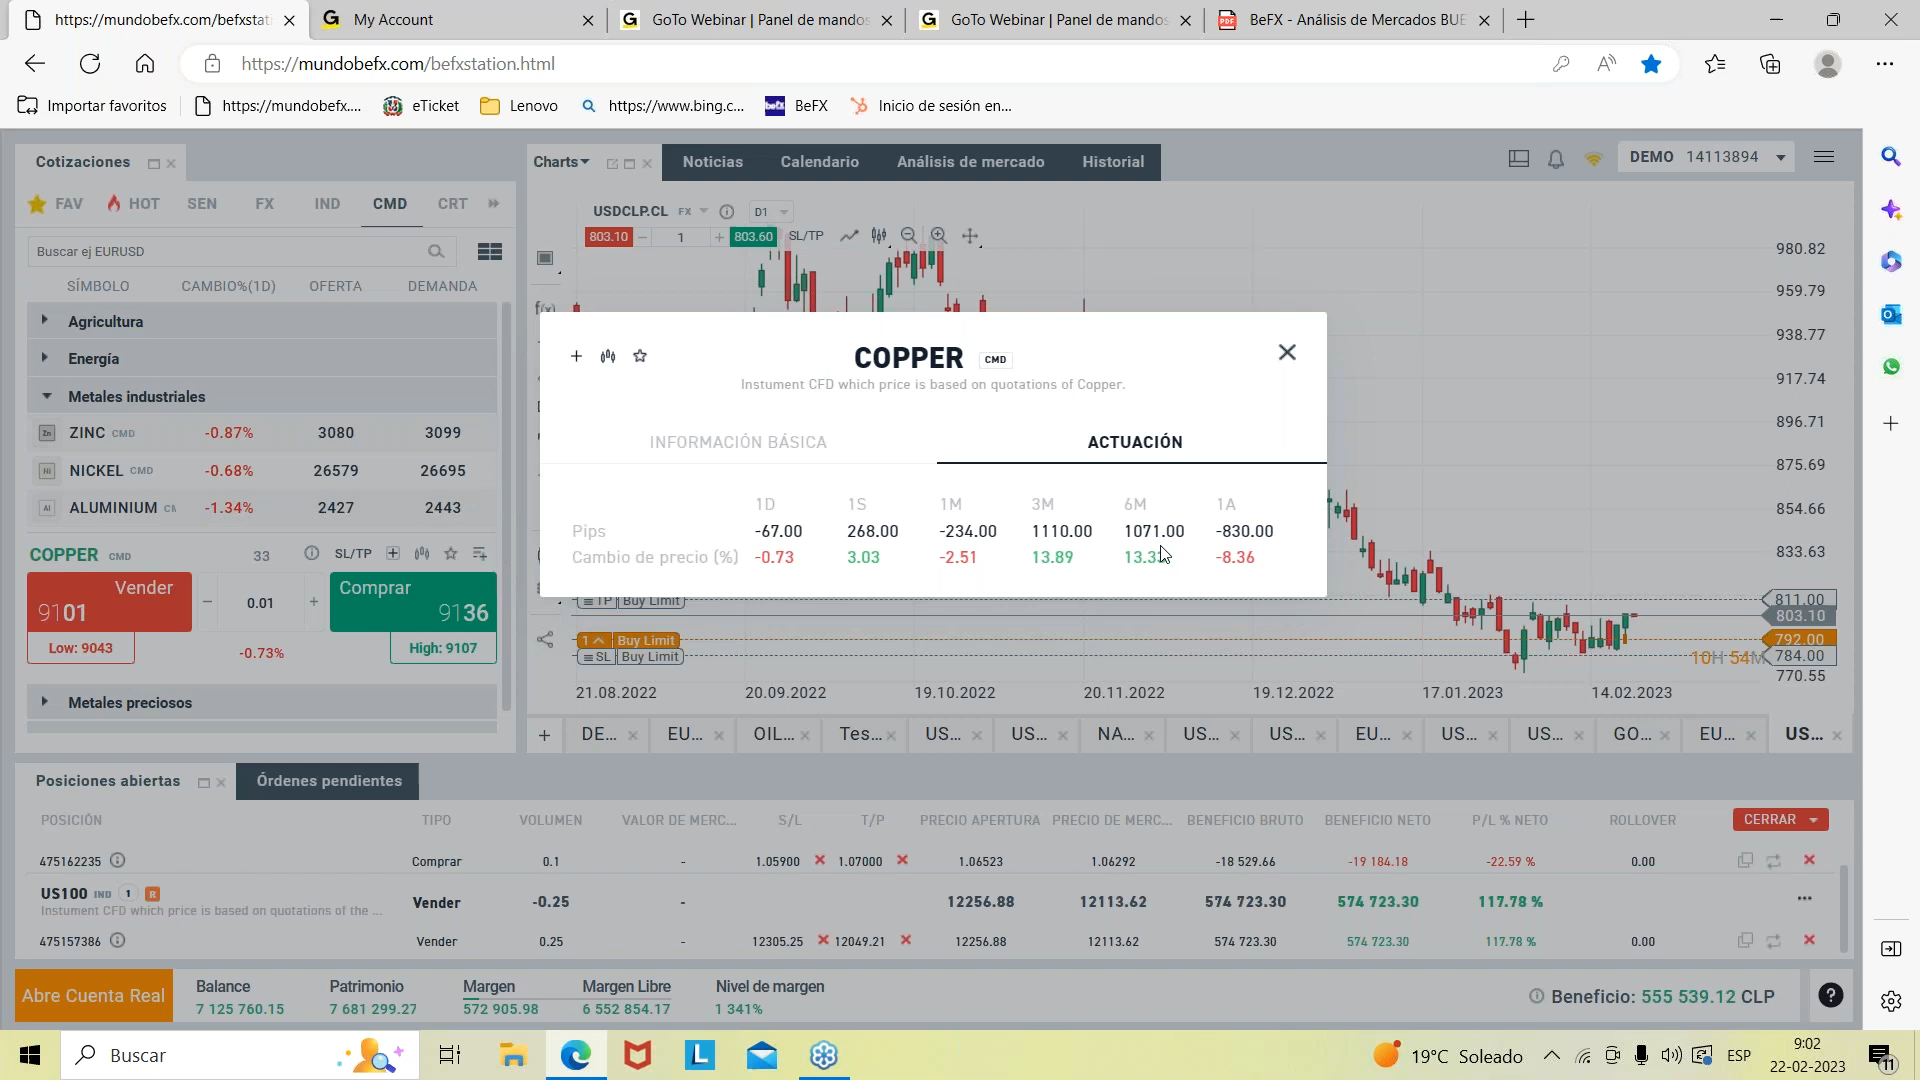 https://mundobefx.com/befxstati
My Account
GoTo Webinar | Panel de mandos
GoTo Webinar | Panel de mandos
BeFX - Análisis de Mercados BUE
https://mundobefx.com/befxstation.html
Importar favoritos
https://mundobefx....
eTicket
Lenovo
https://www.bing.c...
BeFX
Inicio de sesión en...
Cotizaciones
Charts
Noticias
Calendario
Análisis de mercado
Historial
DEMO 14113894
FAV
HOT
SEN
FX
IND
CMD
CRT
Buscar ej EURUSD
SÍMBOLO CAMBIO%(1D) OFERTA DEMANDA
Agricultura
Energía
Metales industriales
ZINC CMD -0.87% 3080 3099
NICKEL CMD -0.68% 26579 26695
ALUMINIUM -1.34% 2427 2443
COPPER CMD 33 SL/TP
Vender 9101
0.01
Comprar 9136
Low: 9043
-0.73%
High: 9107
Metales preciosos
USDCLP.CL FX D1
803.10 1 803.60 SL/TP
980.82
959.79
938.77
917.74
896.71
875.69
854.66
833.63
811.00
803.10
792.00
784.00
770.55
COPPER CMD
Instument CFD which price is based on quotations of Copper.
INFORMACIÓN BÁSICA
ACTUACIÓN
1D 1S 1M 3M 6M 1A
Pips -67.00 268.00 -234.00 1110.00 1071.00 -830.00
Cambio de precio (%) -0.73 3.03 -2.51 13.89 -8.36
TP Buy Limit
1 Buy Limit
SL Buy Limit
10H 54M
21.08.2022 20.09.2022 19.10.2022 20.11.2022 19.12.2022 17.01.2023 14.02.2023
DE... EU... OIL... Tes... US... US... NA... US... US... EU... US... US... GO... EU... US...
Posiciones abiertas
Órdenes pendientes
POSICIÓN TIPO VOLUMEN VALOR DE MERC... S/L T/P PRECIO APERTURA PRECIO DE MERC... BENEFICIO BRUTO BENEFICIO NETO P/L % NETO ROLLOVER CERRAR
475162235 Comprar 0.1 - 1.05900 1.07000 1.06523 1.06292 -18 529.66 -19 184.18 -22.59 % 0.00
US100 IND 1 R
Instument CFD which price is based on quotations of the ...
Vender -0.25 - 12256.88 12113.62 574 723.30 574 723.30 117.78 %
475157386 Vender 0.25 12305.25 12049.21 12256.88 12113.62 574 723.30 574 723.30 117.78 % 0.00
Abre Cuenta Real
Balance Patrimonio Margen Margen Libre Nivel de margen
7 125 760.15 7 681 299.27 572 905.98 6 552 854.17 1 341%
Beneficio: 555 539.12 CLP
Buscar
19°C Soleado
ESP
9:02
22-02-2023
11